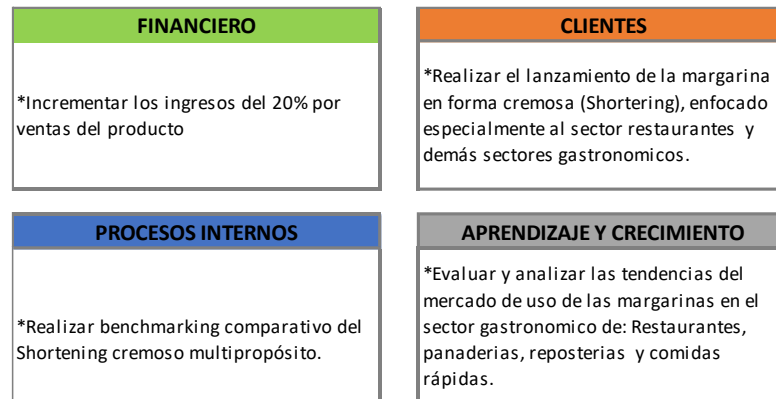 FINANCIERO
*Incrementar los ingresos del 20% por
ventas del producto
CLIENTES
*Realizar el lanzamiento de la margarina
en forma cremosa (Shortering), enfocado
especialmente al sector restaurantes y
demás sectores gastronomicos.
PROCESOS INTERNOS
*Realizar benchmarking comparativo del
Shortening cremoso multipropósito.
APRENDIZAJE Y CRECIMIENTO
*Evaluar y analizar las tendencias del
mercado de uso de las margarinas en el
sector gastronomico de: Restaurantes,
panaderias, reposterias y comidas
rápidas.